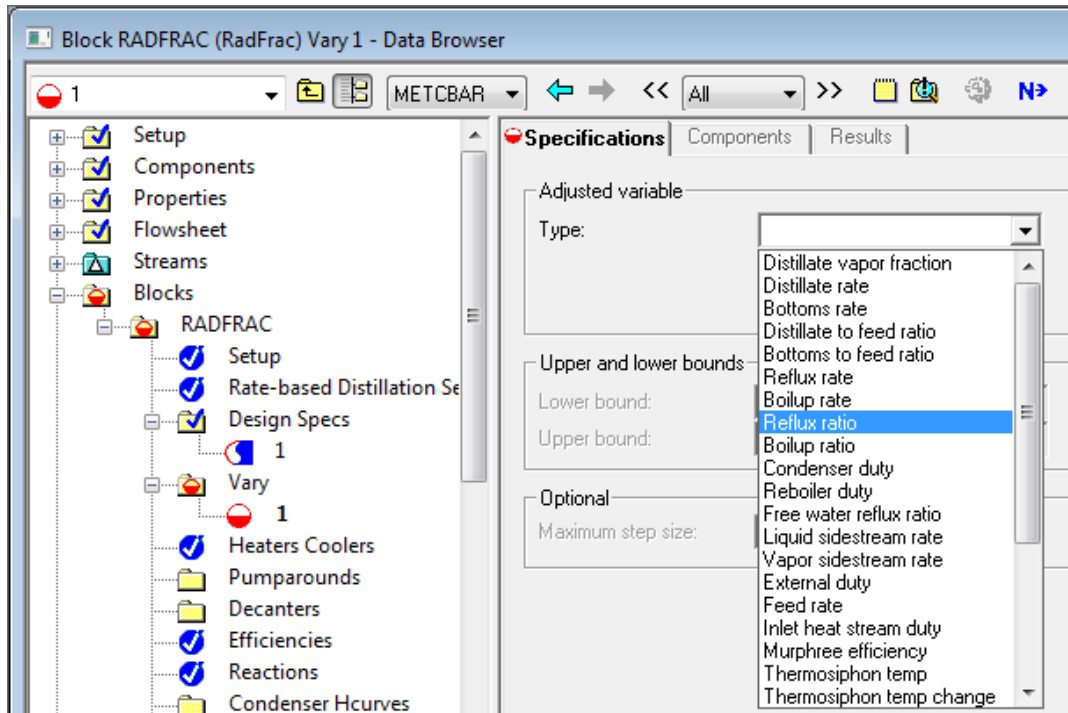 Block RADFRAC (RadFrac) Vary 1 - Data Browser
1 METCBAR << All >> N>
Setup
Components
Properties
Flowsheet
Streams
Blocks
RADFRAC
Setup
Rate-based Distillation Se
Design Specs
1
Vary
1
Heaters Coolers
Pumparounds
Decanters
Efficiencies
Reactions
Condenser Hcurves
Specifications Components Results
Adjusted variable
Type:
Distillate vapor fraction
Distillate rate
Bottoms rate
Distillate to feed ratio
Bottoms to feed ratio
Reflux rate
Boilup rate
Reflux ratio
Boilup ratio
Condenser duty
Reboiler duty
Free water reflux ratio
Liquid sidestream rate
Vapor sidestream rate
External duty
Feed rate
Inlet heat stream duty
Murphree efficiency
Thermosiphon temp
Thermosiphon temp change
Upper and lower bounds
Lower bound:
Upper bound:
Optional
Maximum step size: